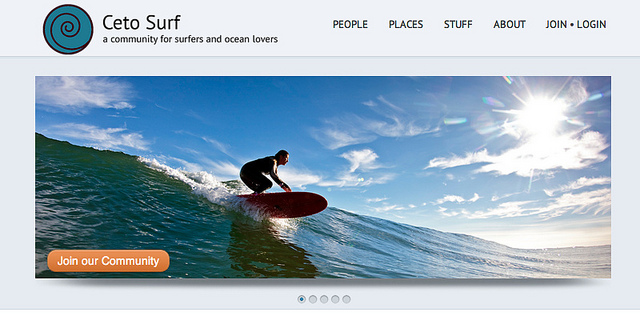 Ceto Surf
a community for surfers and ocean lovers
PEOPLE PLACES STUFF ABOUT JOIN • LOGIN
Join our Community